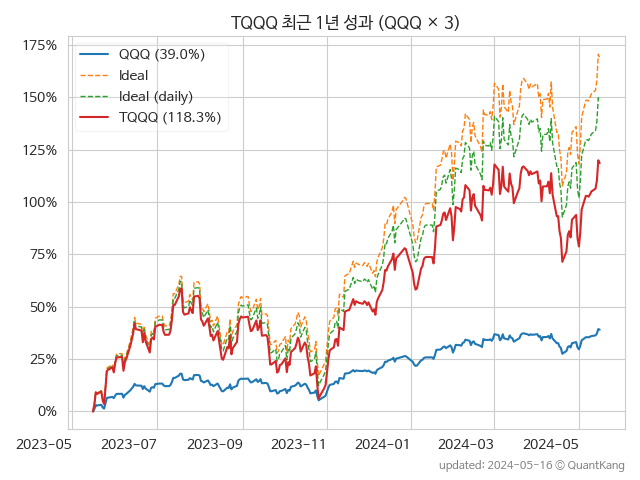 TQQQ 최근 1년 성과 (QQQ × 3)
QQQ (39.0%)
Ideal
Ideal (daily)
TQQQ (118.3%)
175%
150%
125%
100%
75%
50%
25%
0%
2023-05 2023-07 2023-09 2023-11 2024-01 2024-03 2024-05
updated: 2024-05-16 ⓒ QuantKang